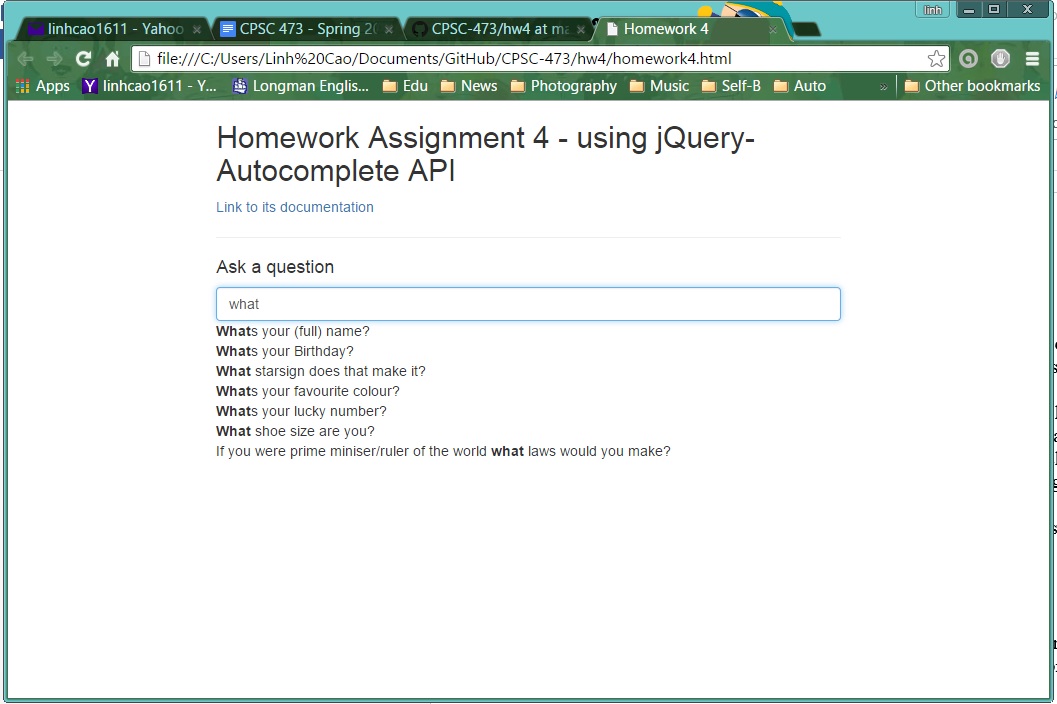 linh
linhcao1611 - Yahoo
CPSC 473 - Spring 20
CPSC-473/hw4 at ma
Homework 4
file:///C:/Users/Linh%20Cao/Documents/GitHub/CPSC-473/hw4/homework4.html
Apps
linhcao1611 - Y...
Longman Englis...
Edu
News
Photography
Music
Self-B
Auto
»
Other bookmarks
Homework Assignment 4 - using jQuery-
Autocomplete API
Link to its documentation
Ask a question
what
Whats your (full) name?
Whats your Birthday?
What starsign does that make it?
Whats your favourite colour?
Whats your lucky number?
What shoe size are you?
If you were prime miniser/ruler of the world what laws would you make?